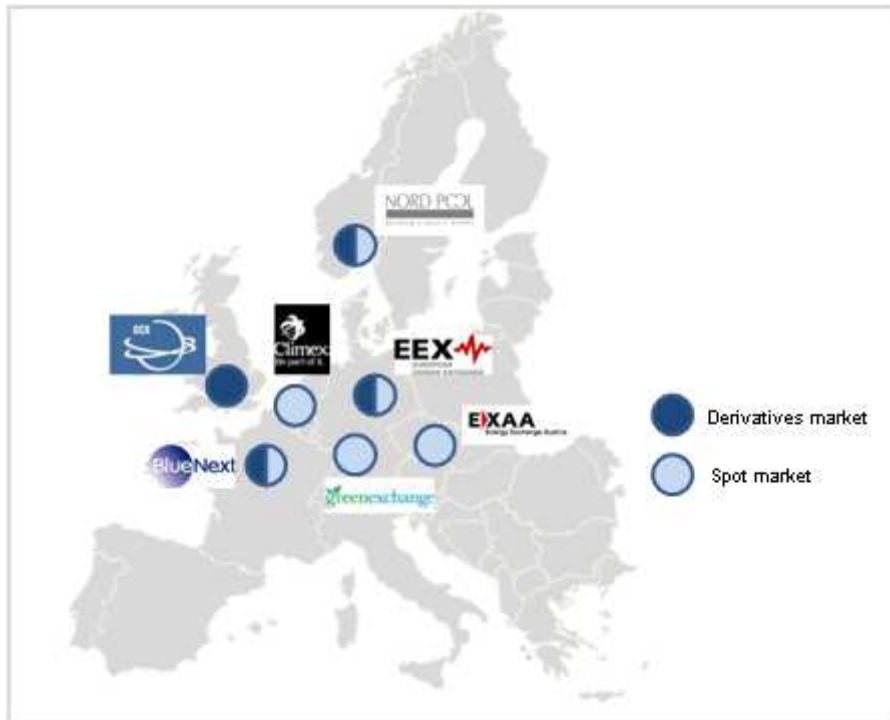 NORD POOL
Climex
EEX
EXAA
Energy Exchange Austria
BlueNext
greenexchange
Derivatives market
Spot market